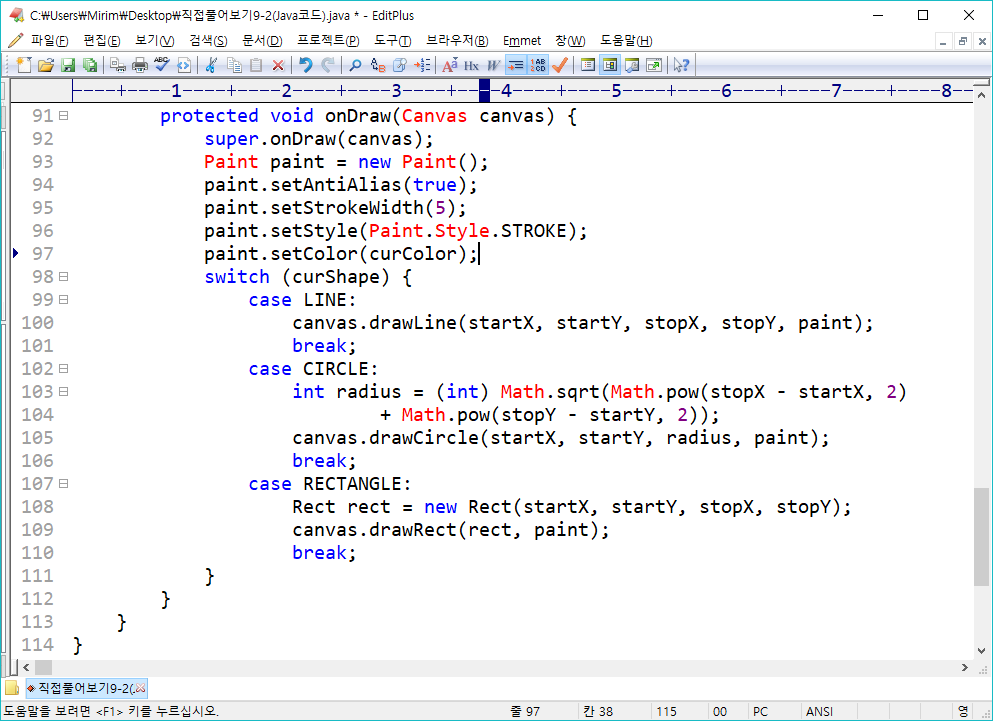 C:₩Users₩Mirim₩Desktop₩직접풀어보기9-2(Java코드).java * - EditPlus
파일(F) 편집(E) 보기(V) 검색(S) 문서(D) 프로젝트(P) 도구(T) 브라우저(B) Emmet 창(W) 도움말(H)
----+----1----+----2----+----3----+----4----+----5----+----6----+----7----+----8--
91 protected void onDraw(Canvas canvas) {
92 super.onDraw(canvas);
93 Paint paint = new Paint();
94 paint.setAntiAlias(true);
95 paint.setStrokeWidth(5);
96 paint.setStyle(Paint.Style.STROKE);
97 paint.setColor(curColor);
98 switch (curShape) {
99 case LINE:
100 canvas.drawLine(startX, startY, stopX, stopY, paint);
101 break;
102 case CIRCLE:
103 int radius = (int) Math.sqrt(Math.pow(stopX - startX, 2)
104 + Math.pow(stopY - startY, 2));
105 canvas.drawCircle(startX, startY, radius, paint);
106 break;
107 case RECTANGLE:
108 Rect rect = new Rect(startX, startY, stopX, stopY);
109 canvas.drawRect(rect, paint);
110 break;
111 }
112 }
113 }
114 }
직접풀어보기9-2(.
도움말을 보려면 <F1> 키를 누르십시오. 줄 97 칸 38 115 00 PC ANSI 영